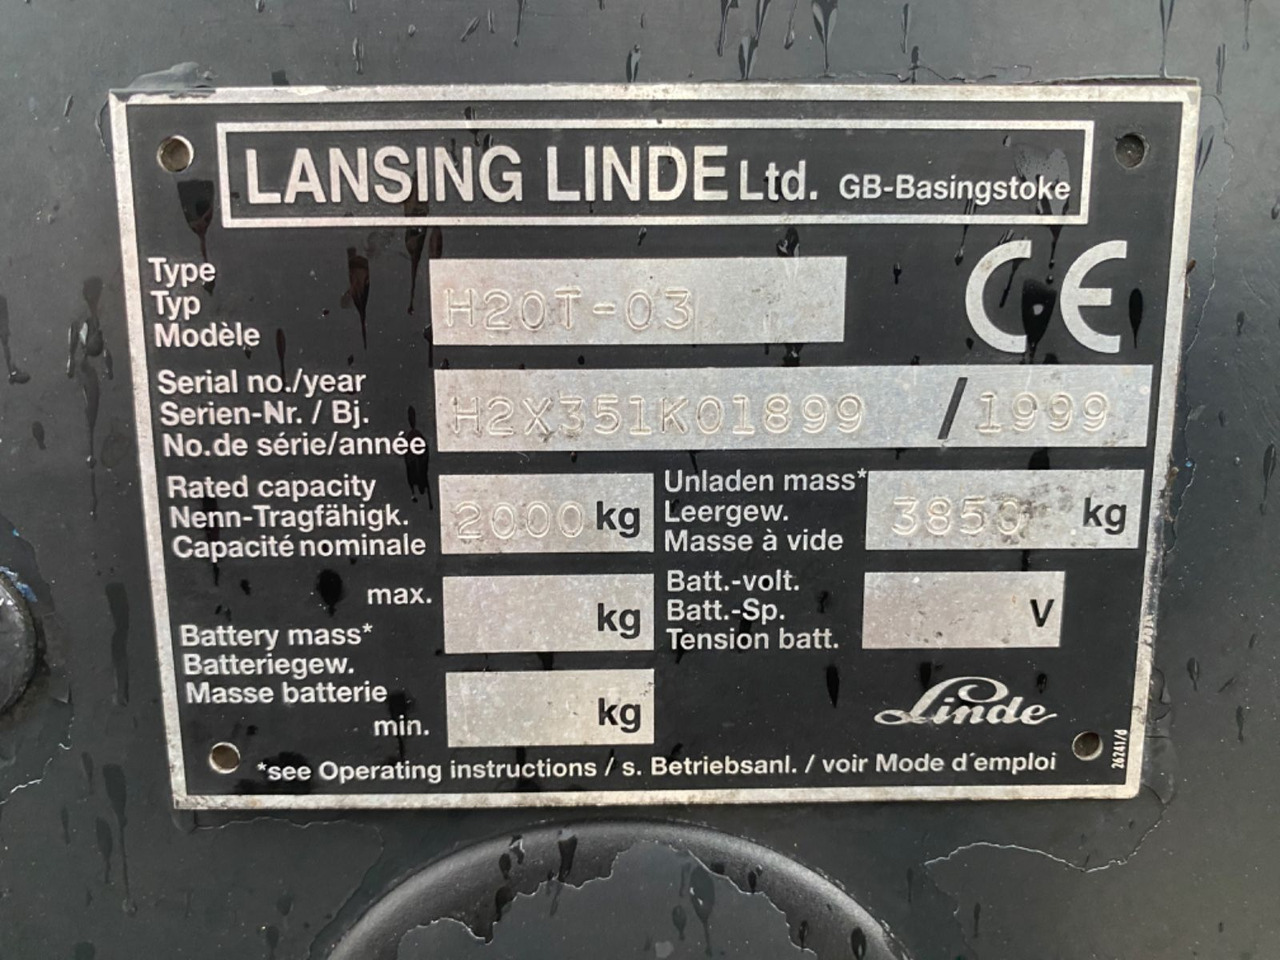 LANSING LINDE Ltd. GB-Basingstoke
Type
Typ
Modèle
H20T-03
CE
Serial no./year
Serien-Nr. / Bj.
No.de série/année
H2X351K01899 / 1999
Rated capacity
Nenn-Tragfähigk.
Capacité nominale
2000 kg
Unladen mass*
Leergew.
Masse à vide
3850 kg
max.
kg
Battery mass*
Batteriegew.
Masse batterie
min.
kg
Batt.-volt.
Batt.-Sp.
Tension batt.
V
Linde
*see Operating instructions / s. Betriebsanl. / voir Mode d´emploi
26241/d